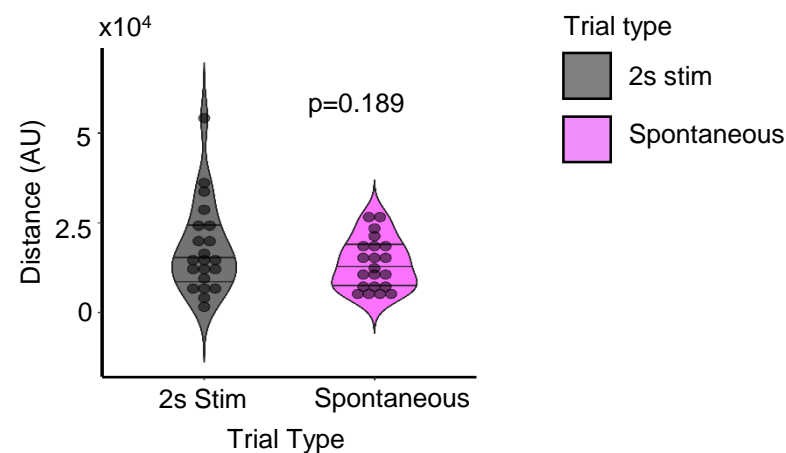 x10⁴
Trial type
2s stim
Spontaneous
p=0.189
Distance (AU)
5
2.5
0
2s Stim
Spontaneous
Trial Type